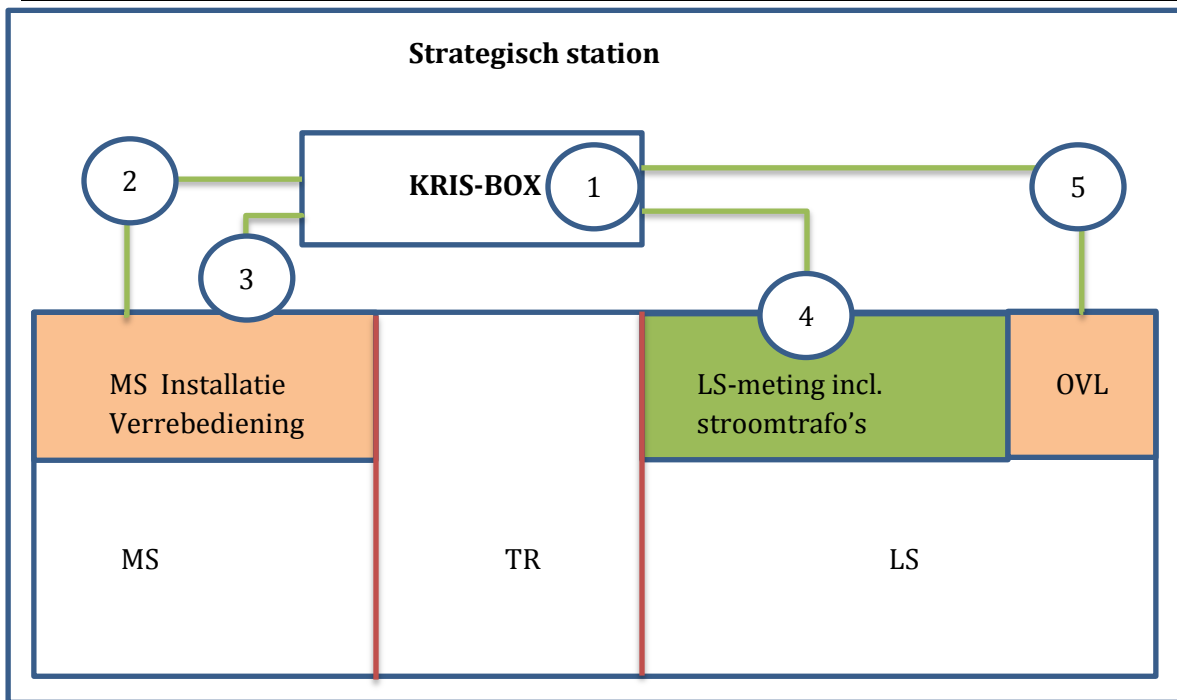 Strategisch station
2
KRIS-BOX
1
5
3
4
MS Installatie
Verrebediening
LS-meting incl.
stroomtrafo’s
OVL
MS
TR
LS